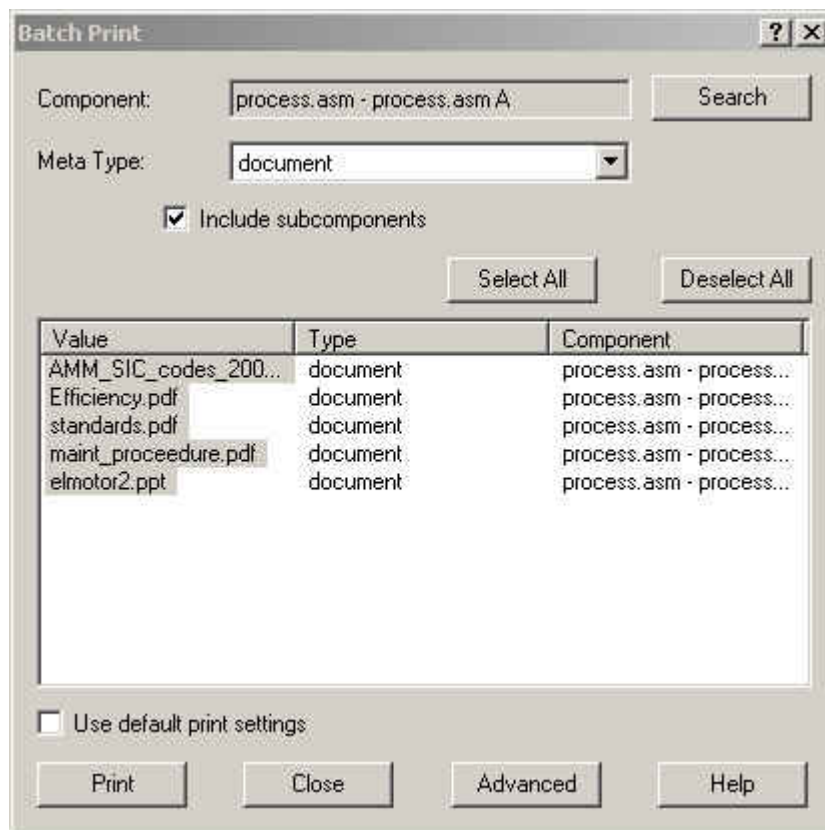 Batch Print
Component: process.asm - process.asm A Search
Meta Type: document
Include subcomponents
Select All Deselect All
Value Type Component
AMM_SIC_codes_200... document process.asm - process...
Efficiency.pdf document process.asm - process...
standards.pdf document process.asm - process...
maint_proceedure.pdf document process.asm - process...
elmotor2.ppt document process.asm - process...
Use default print settings
Print Close Advanced Help